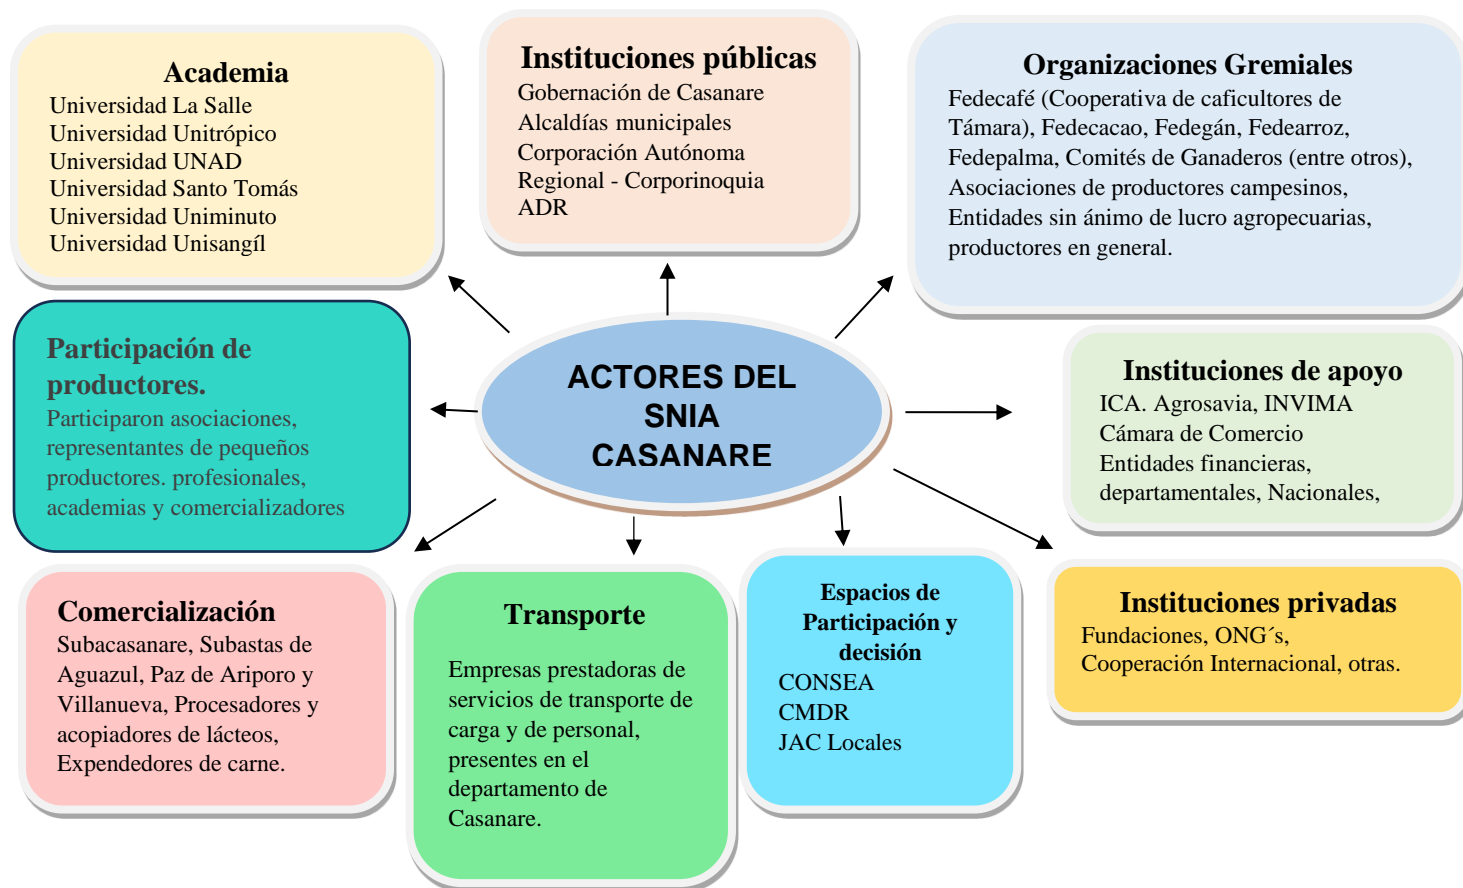 Academia
Universidad La Salle
Universidad Unitrópico
Universidad UNAD
Universidad Santo Tomás
Universidad Uniminuto
Universidad Unisangíl
Instituciones públicas
Gobernación de Casanare
Alcaldías municipales
Corporación Autónoma
Regional - Corporinoquia
ADR
Organizaciones Gremiales
Fedecafé (Cooperativa de caficultores de
Támara), Fedecacao, Fedegán, Fedearroz,
Fedepalma, Comités de Ganaderos (entre otros),
Asociaciones de productores campesinos,
Entidades sin ánimo de lucro agropecuarias,
productores en general.
Participación de
productores.
Participaron asociaciones,
representantes de pequeños
productores. profesionales,
academias y comercializadores
ACTORES DEL
SNIA
CASANARE
Instituciones de apoyo
ICA. Agrosavia, INVIMA
Cámara de Comercio
Entidades financieras,
departamentales, Nacionales,
Comercialización
Subacasanare, Subastas de
Aguazul, Paz de Ariporo y
Villanueva, Procesadores y
acopiadores de lácteos,
Expendedores de carne.
Transporte
Empresas prestadoras de
servicios de transporte de
carga y de personal,
presentes en el
departamento de
Casanare.
Espacios de
Participación y
decisión
CONSEA
CMDR
JAC Locales
Instituciones privadas
Fundaciones, ONG´s,
Cooperación Internacional, otras.